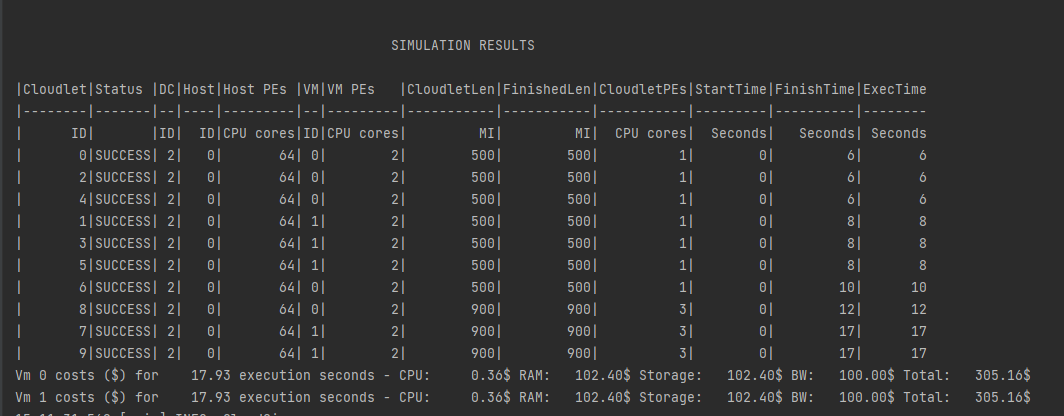 SIMULATION RESULTS
|Cloudlet|Status |DC|Host|Host PEs |VM|VM PEs   |CloudletLen|FinishedLen|CloudletPEs|StartTime|FinishTime|ExecTime
|--------|-------|--|----|---------|--|---------|-----------|-----------|-----------|---------|----------|--------
|      ID|       |ID|  ID|CPU cores|ID|CPU cores|         MI|         MI|  CPU cores|  Seconds|   Seconds| Seconds
|       0|SUCCESS| 2|   0|       64| 0|        2|        500|        500|          1|        0|         6|       6
|       2|SUCCESS| 2|   0|       64| 0|        2|        500|        500|          1|        0|         6|       6
|       4|SUCCESS| 2|   0|       64| 0|        2|        500|        500|          1|        0|         6|       6
|       1|SUCCESS| 2|   0|       64| 1|        2|        500|        500|          1|        0|         8|       8
|       3|SUCCESS| 2|   0|       64| 1|        2|        500|        500|          1|        0|         8|       8
|       5|SUCCESS| 2|   0|       64| 1|        2|        500|        500|          1|        0|         8|       8
|       6|SUCCESS| 2|   0|       64| 0|        2|        500|        500|          1|        0|        10|      10
|       8|SUCCESS| 2|   0|       64| 0|        2|        900|        900|          3|        0|        12|      12
|       7|SUCCESS| 2|   0|       64| 1|        2|        900|        900|          3|        0|        17|      17
|       9|SUCCESS| 2|   0|       64| 1|        2|        900|        900|          3|        0|        17|      17
Vm 0 costs ($) for    17.93 execution seconds - CPU:     0.36$ RAM:   102.40$ Storage:   102.40$ BW:   100.00$ Total:   305.16$
Vm 1 costs ($) for    17.93 execution seconds - CPU:     0.36$ RAM:   102.40$ Storage:   102.40$ BW:   100.00$ Total:   305.16$